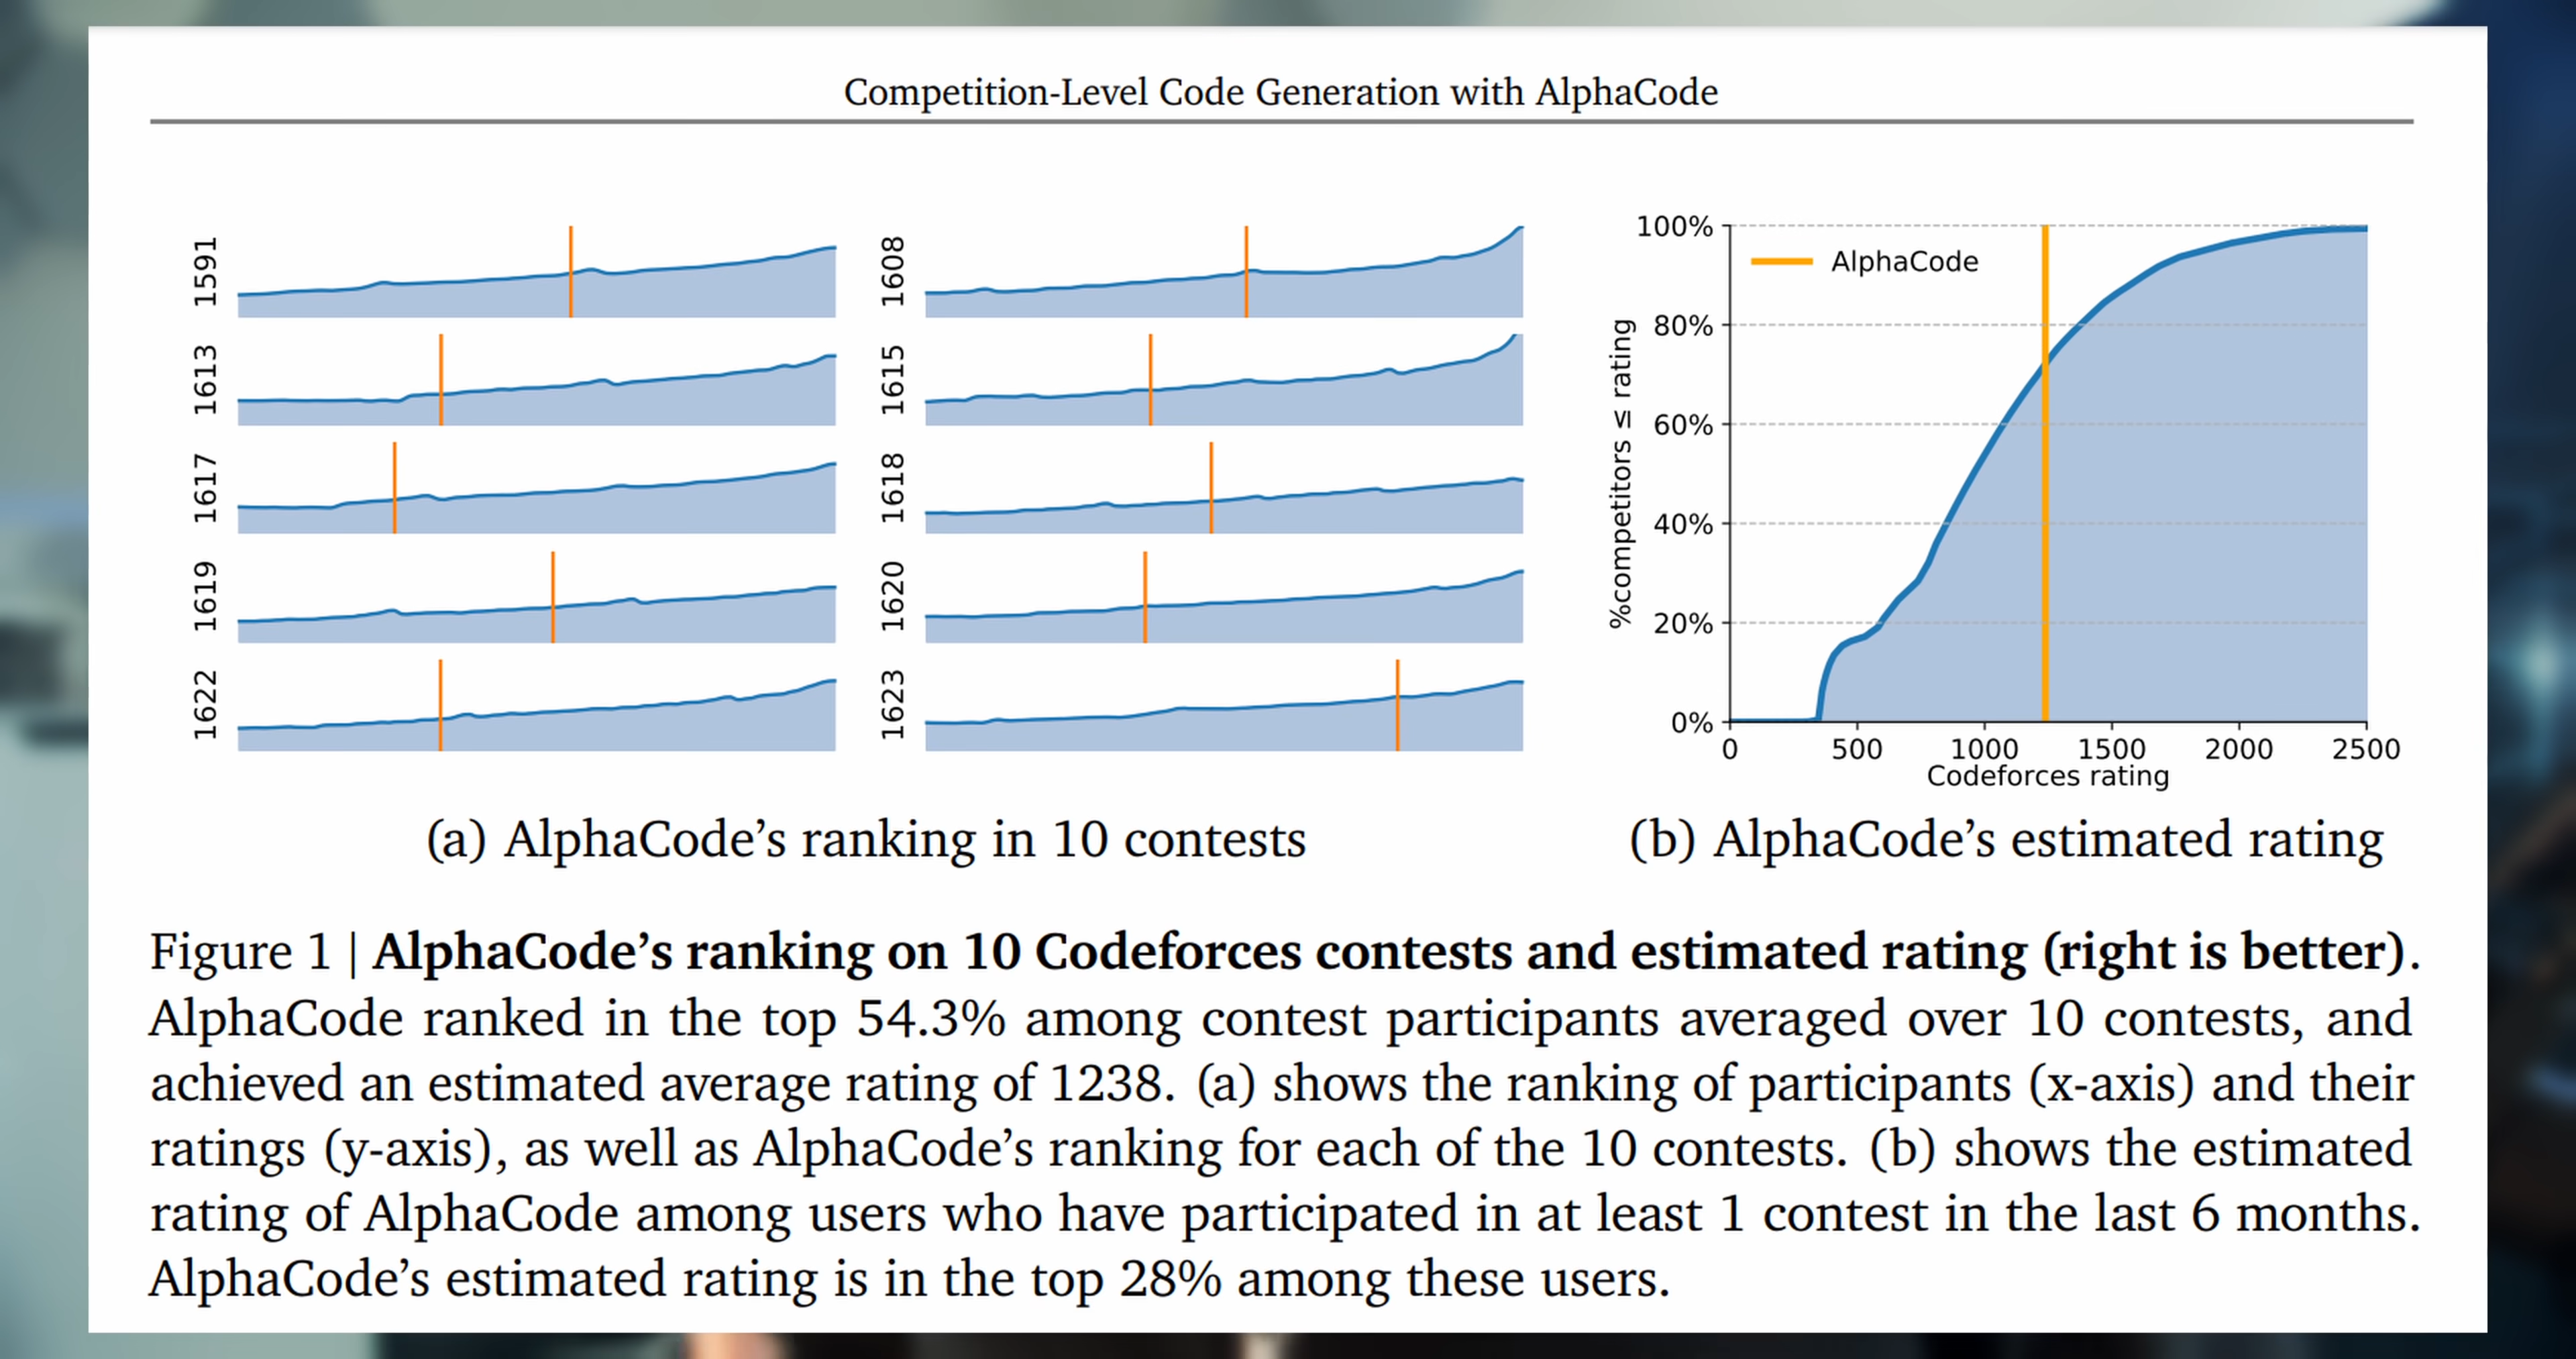 Competition-Level Code Generation with AlphaCode
1591
1613
1617
1619
1622
1608
1615
1618
1620
1623
(a) AlphaCode’s ranking in 10 contests
100%
80%
60%
40%
20%
0%
%competitors ≤ rating
AlphaCode
0 500 1000 1500 2000 2500
Codeforces rating
(b) AlphaCode’s estimated rating
Figure 1 | AlphaCode’s ranking on 10 Codeforces contests and estimated rating (right is better).
AlphaCode ranked in the top 54.3% among contest participants averaged over 10 contests, and
achieved an estimated average rating of 1238. (a) shows the ranking of participants (x-axis) and their
ratings (y-axis), as well as AlphaCode’s ranking for each of the 10 contests. (b) shows the estimated
rating of AlphaCode among users who have participated in at least 1 contest in the last 6 months.
AlphaCode’s estimated rating is in the top 28% among these users.